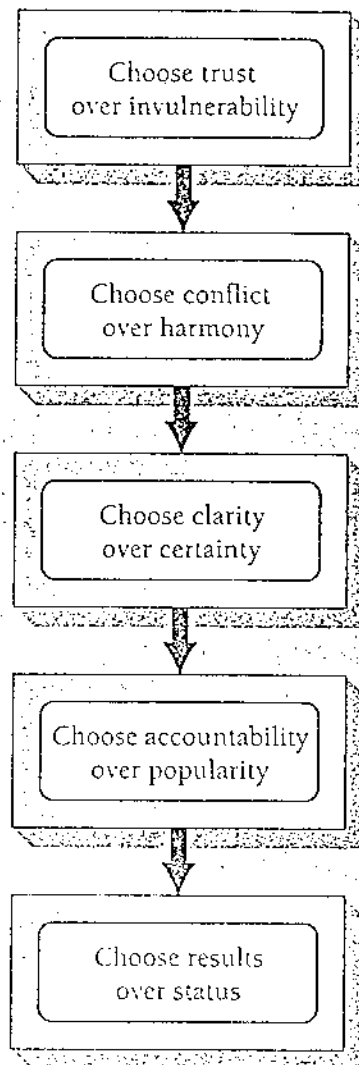 Choose trust
over invulnerability
Choose conflict
over harmony
Choose clarity
over certainty
Choose accountability
over popularity
Choose results
over status